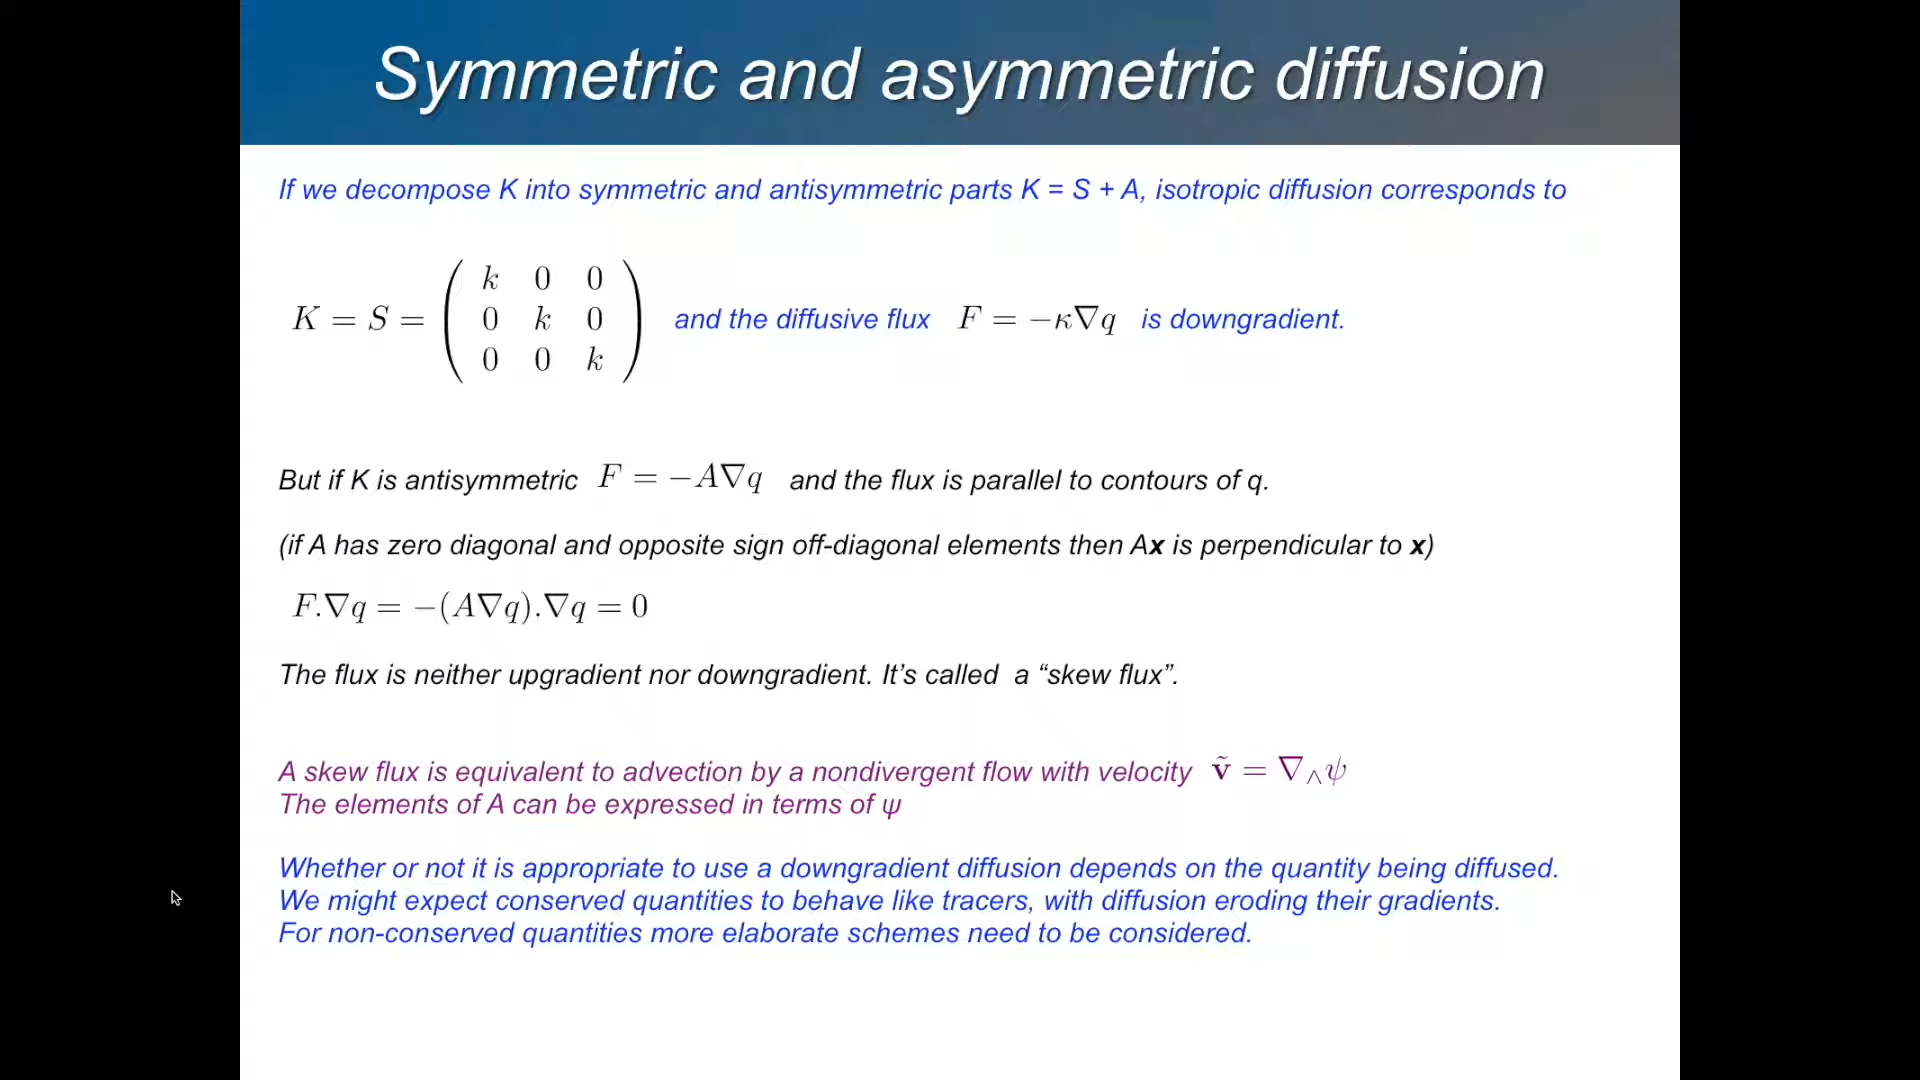 Symmetric and asymmetric diffusion
If we decompose K into symmetric and antisymmetric parts K = S + A, isotropic diffusion corresponds to
K = S = ( k 0 0
0 k 0
0 0 k ) and the diffusive flux F = −κ∇q is downgradient.
But if K is antisymmetric F = −A∇q and the flux is parallel to contours of q.
(if A has zero diagonal and opposite sign off-diagonal elements then Ax is perpendicular to x)
F.∇q = −(A∇q).∇q = 0
The flux is neither upgradient nor downgradient. It’s called a “skew flux”.
A skew flux is equivalent to advection by a nondivergent flow with velocity ṽ = ∇∧ψ
The elements of A can be expressed in terms of ψ
Whether or not it is appropriate to use a downgradient diffusion depends on the quantity being diffused.
We might expect conserved quantities to behave like tracers, with diffusion eroding their gradients.
For non-conserved quantities more elaborate schemes need to be considered.